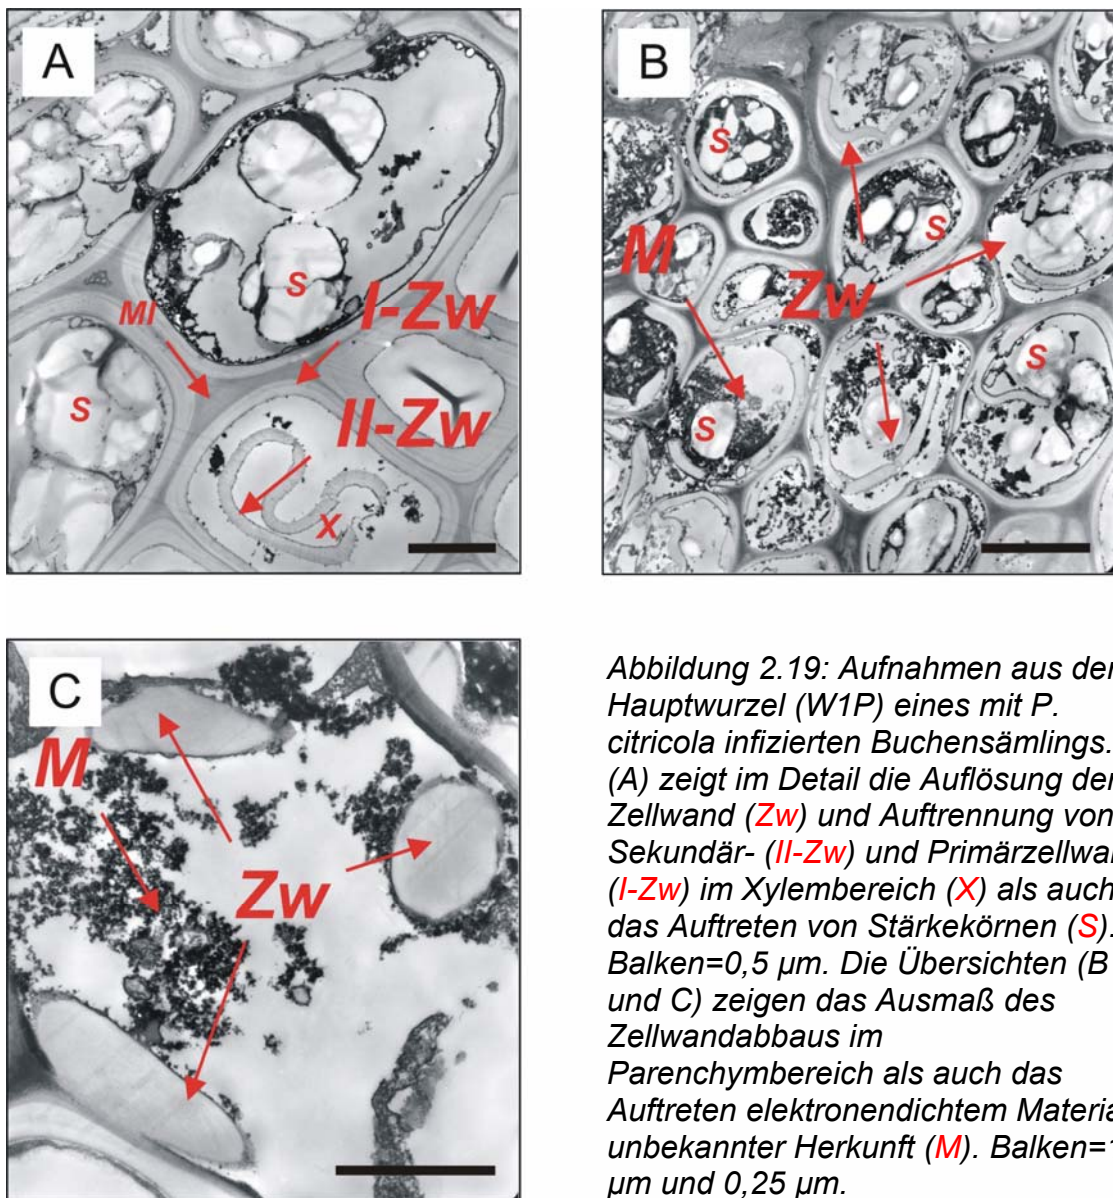 A
S
Ml
I-Zw
S
II-Zw
X
B
S
M
S
Zw
S
S
C
M
Zw
Abbildung 2.19: Aufnahmen aus der
Hauptwurzel (W1P) eines mit P.
citricola infizierten Buchensämlings.
(A) zeigt im Detail die Auflösung der
Zellwand (Zw) und Auftrennung von
Sekundär- (II-Zw) und Primärzellwa
(I-Zw) im Xylembereich (X) als auch
das Auftreten von Stärkekörnen (S).
Balken=0,5 µm. Die Übersichten (B
und C) zeigen das Ausmaß des
Zellwandabbaus im
Parenchymbereich als auch das
Auftreten elektronendichtem Materia
unbekannter Herkunft (M). Balken=1
µm und 0,25 µm.